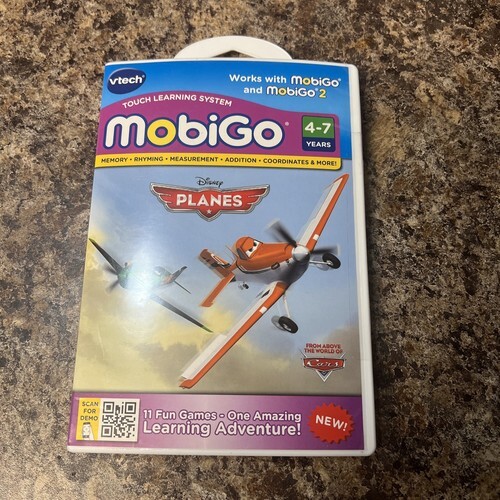 vtech®
Works with MobiGo®
and MobiGo®2
TOUCH LEARNING SYSTEM
MobiGo®
4-7
YEARS
MEMORY • RHYMING • MEASUREMENT • ADDITION • COORDINATES & MORE!
Disney
PLANES
FROM ABOVE
THE WORLD OF
Cars
SCAN
FOR
DEMO
11 Fun Games - One Amazing
Learning Adventure!
NEW!